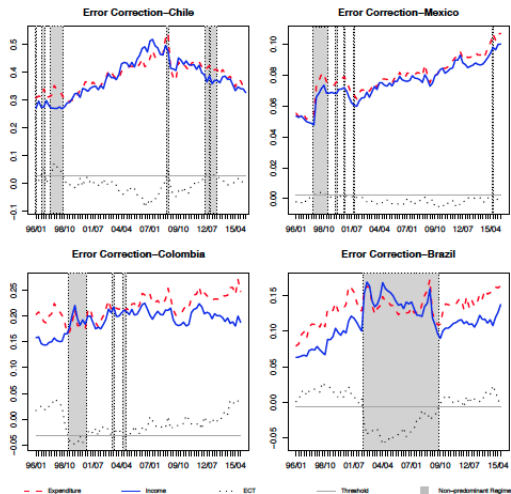 Error Correction−Chile
Error Correction−Mexico
0.5
0.4
0.3
0.2
0.1
0.0
−0.1
96/01 98/10 01/07 04/04 07/01 09/10 12/07 15/04
0.10
0.08
0.06
0.04
0.02
0.00
96/01 98/10 01/07 04/04 07/01 09/10 12/07 15/04
Error Correction−Colombia
Error Correction−Brazil
0.20
0.15
0.10
0.05
0.00
−0.05
96/01 98/10 01/07 04/04 07/01 09/10 12/07 15/04
0.15
0.10
0.05
0.00
−0.05
96/01 98/10 01/07 04/04 07/01 09/10 12/07 15/04
Expenditure Income ECT Threshold Non−predominant Regime